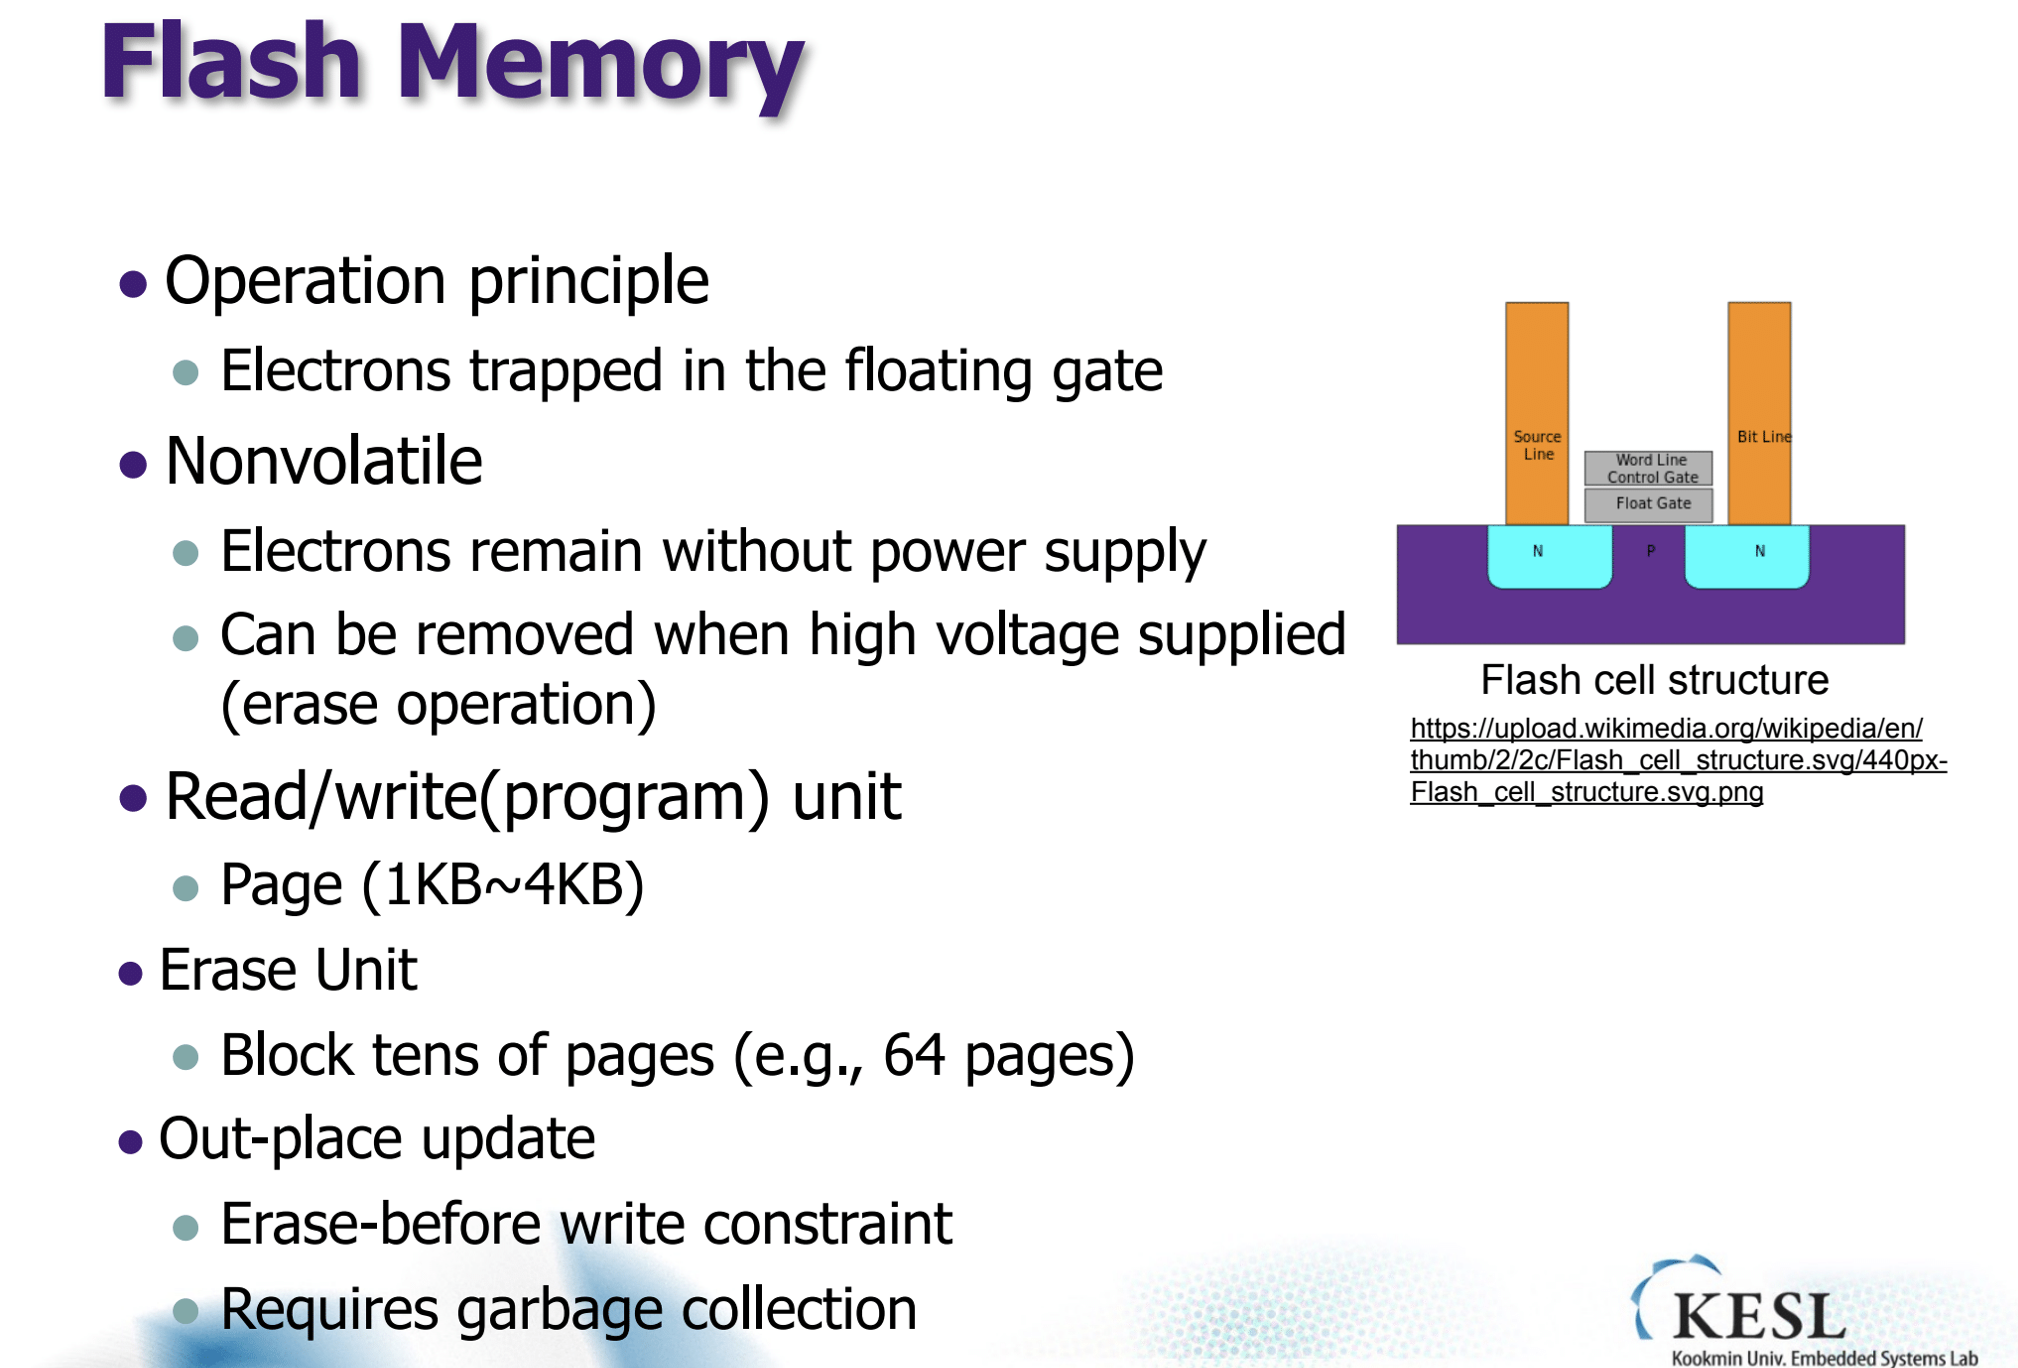 Flash Memory
Operation principle
Electrons trapped in the floating gate
Nonvolatile
Electrons remain without power supply
Can be removed when high voltage supplied
(erase operation)
Read/write(program) unit
Page (1KB~4KB)
Erase Unit
Block tens of pages (e.g., 64 pages)
Out-place update
Erase-before write constraint
Requires garbage collection
Source
Line
Bit Line
Word Line
Control Gate
Float Gate
N
P
N
Flash cell structure
https://upload.wikimedia.org/wikipedia/en/
thumb/2/2c/Flash_cell_structure.svg/440px-
Flash_cell_structure.svg.png
KESL
Kookmin Univ. Embedded Systems Lab